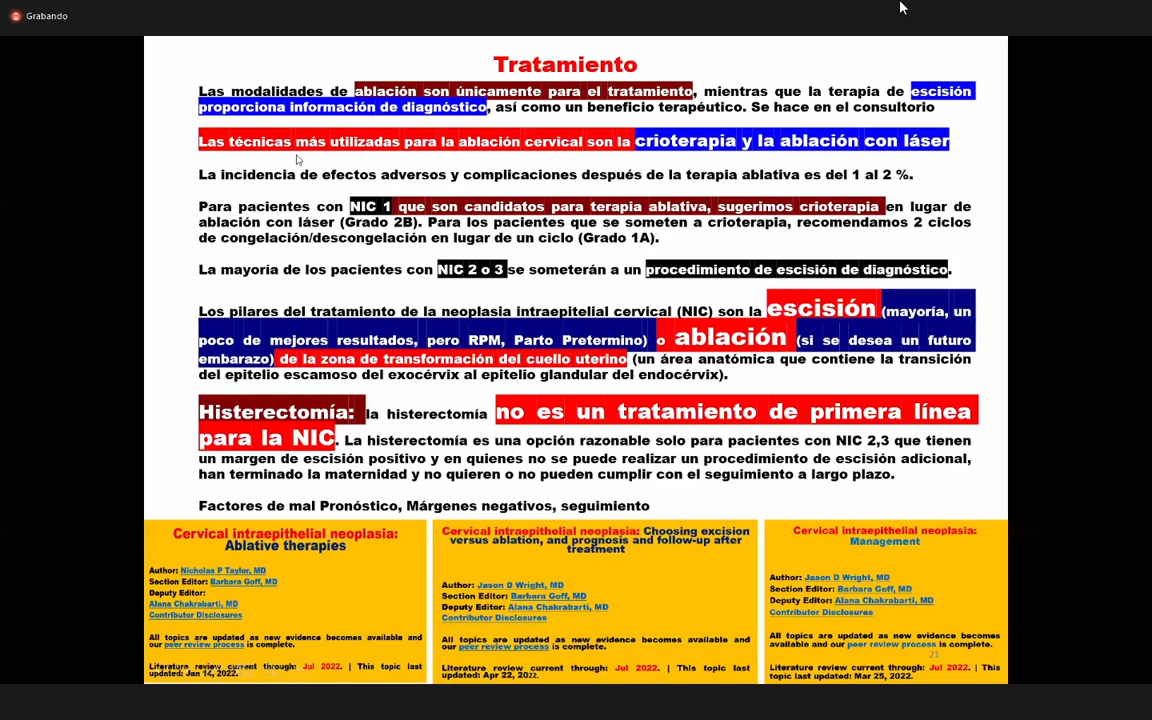 Grabando
Tratamiento
Las modalidades de ablación son únicamente para el tratamiento, mientras que la terapia de escisión
proporciona información de diagnóstico, así como un beneficio terapéutico. Se hace en el consultorio
Las técnicas más utilizadas para la ablación cervical son la crioterapia y la ablación con láser
La incidencia de efectos adversos y complicaciones después de la terapia ablativa es del 1 al 2 %.
Para pacientes con NIC 1 que son candidatos para terapia ablativa, sugerimos crioterapia en lugar de
ablación con láser (Grado 2B). Para los pacientes que se someten a crioterapia, recomendamos 2 ciclos
de congelación/descongelación en lugar de un ciclo (Grado 1A).
La mayoría de los pacientes con NIC 2 o 3 se someterán a un procedimiento de escisión de diagnóstico.
Los pilares del tratamiento de la neoplasia intraepitelial cervical (NIC) son la escisión (mayoría, un
poco de mejores resultados, pero RPM, Parto Pretermino) o ablación (si se desea un futuro
embarazo) de la zona de transformación del cuello uterino (un área anatómica que contiene la transición
del epitelio escamoso del exocérvix al epitelio glandular del endocérvix).
Histerectomía: la histerectomía no es un tratamiento de primera línea
para la NIC. La histerectomía es una opción razonable solo para pacientes con NIC 2,3 que tienen
un margen de escisión positivo y en quienes no se puede realizar un procedimiento de escisión adicional,
han terminado la maternidad y no quieren o no pueden cumplir con el seguimiento a largo plazo.
Factores de mal Pronóstico, Márgenes negativos, seguimiento
Cervical intraepithelial neoplasia:
Ablative therapies
Author: Nicholas P Taylor, MD
Section Editor: Barbara Goff, MD
Deputy Editor:
Alana Chakrabarti, MD
Contributor Disclosures
All topics are updated as new evidence becomes available and
our peer review process is complete.
Literature review current through: Jul 2022. | This topic last
updated: Jan 14, 2022.
Cervical intraepithelial neoplasia: Choosing excision
versus ablation, and prognosis and follow-up after
treatment
Author: Jason D Wright, MD
Section Editor: Barbara Goff, MD
Deputy Editor: Alana Chakrabarti, MD
Contributor Disclosures
All topics are updated as new evidence becomes available and
our peer review process is complete.
Literature review current through: Jul 2022. | This topic last
updated: Apr 22, 2022.
Cervical intraepithelial neoplasia:
Management
Author: Jason D Wright, MD
Section Editor: Barbara Goff, MD
Deputy Editor: Alana Chakrabarti, MD
Contributor Disclosures
All topics are updated as new evidence becomes
available and our peer review process is complete.
21
Literature review current through: Jul 2022. | This
topic last updated: Mar 25, 2022.